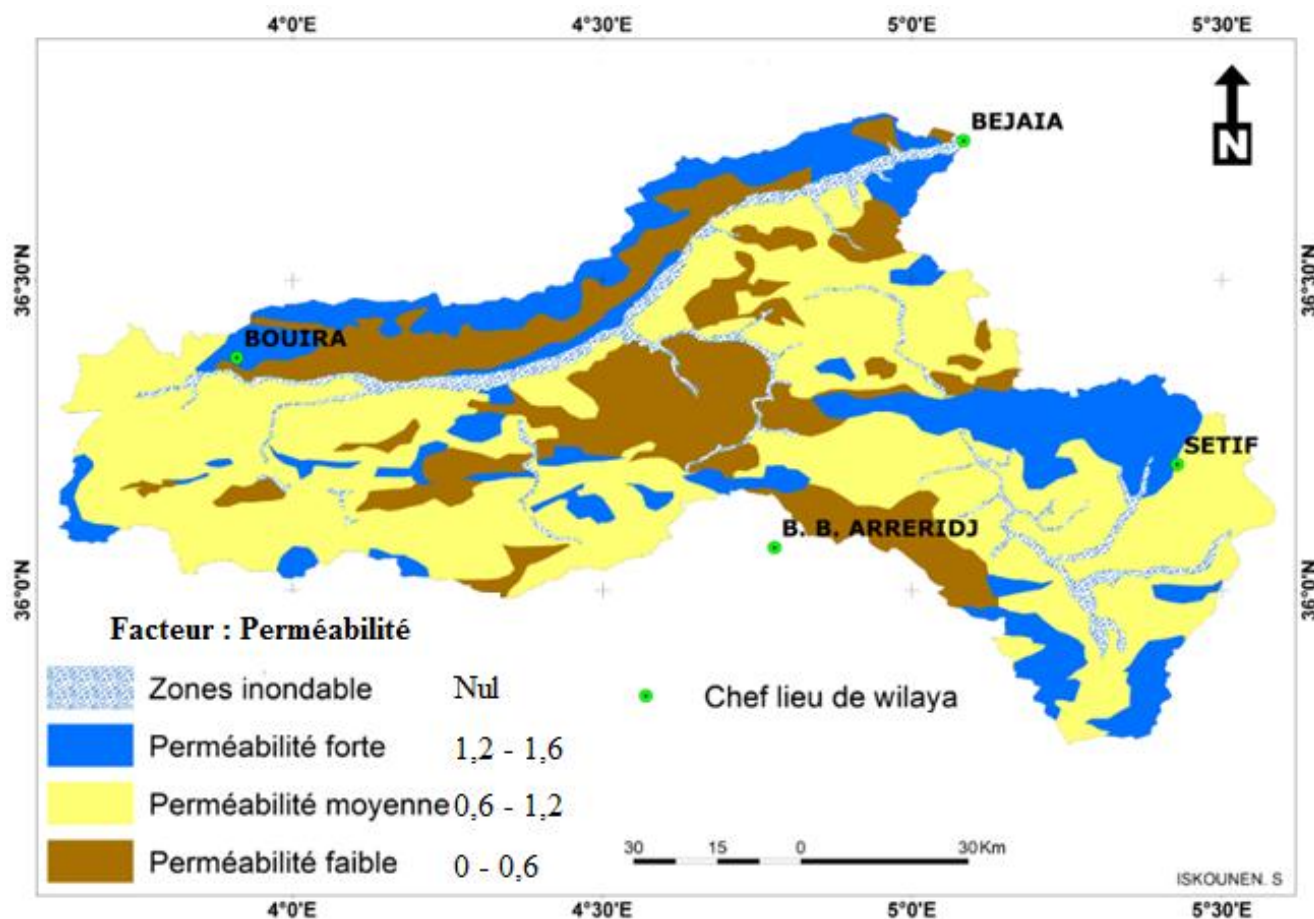 4°0'E 4°30'E 5°0'E 5°30'E
BEJAIA
N
36°30'N 36°30'N
BOUIRA
SETIF
B. B. ARRERIDJ
36°0'N 36°0'N
Facteur : Perméabilité
Zones inondable Nul
Chef lieu de wilaya
Perméabilité forte 1,2 - 1,6
Perméabilité moyenne 0,6 - 1,2
Perméabilité faible 0 - 0,6
30 15 0 30 Km
ISKOUNEN. S
4°0'E 4°30'E 5°0'E 5°30'E